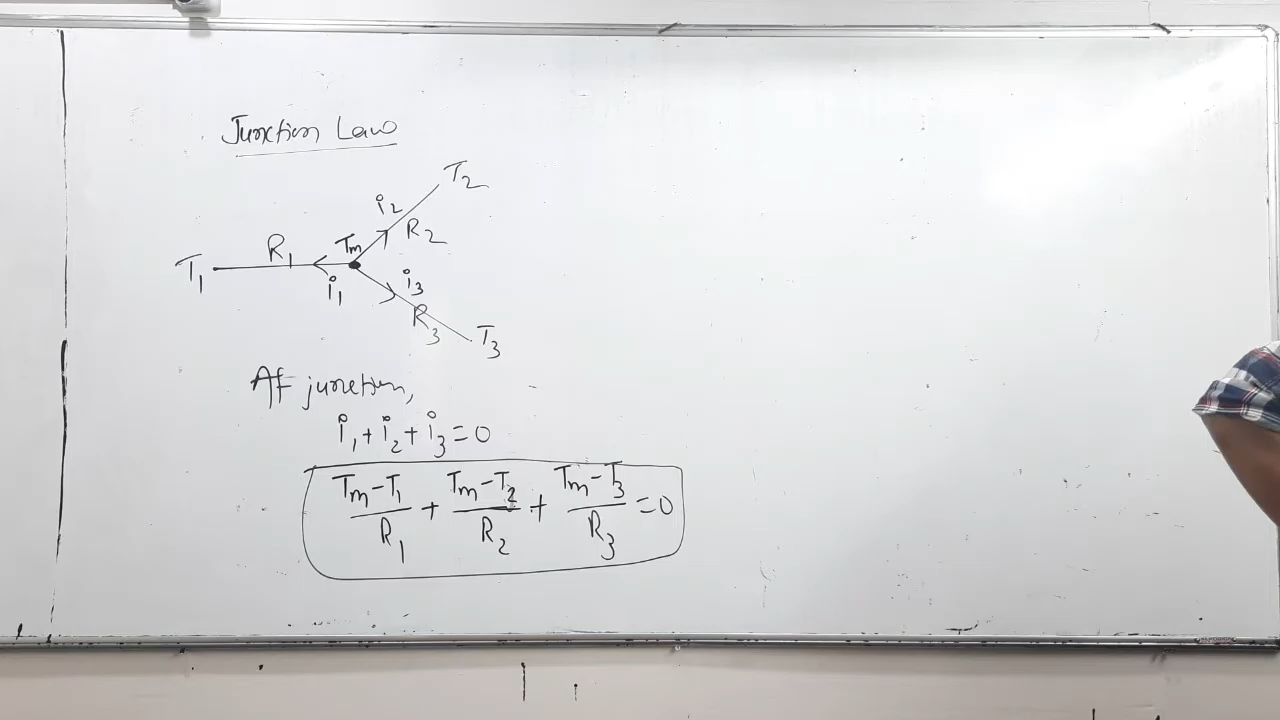 Junction Law
T₂
i₂
R₂
R₁
Tm
T₁
i₁
i₃
R₃
T₃
At junction,
i₁ + i₂ + i₃ = 0
(Tm - T₁)/R₁ + (Tm - T₂)/R₂ + (Tm - T₃)/R₃ = 0